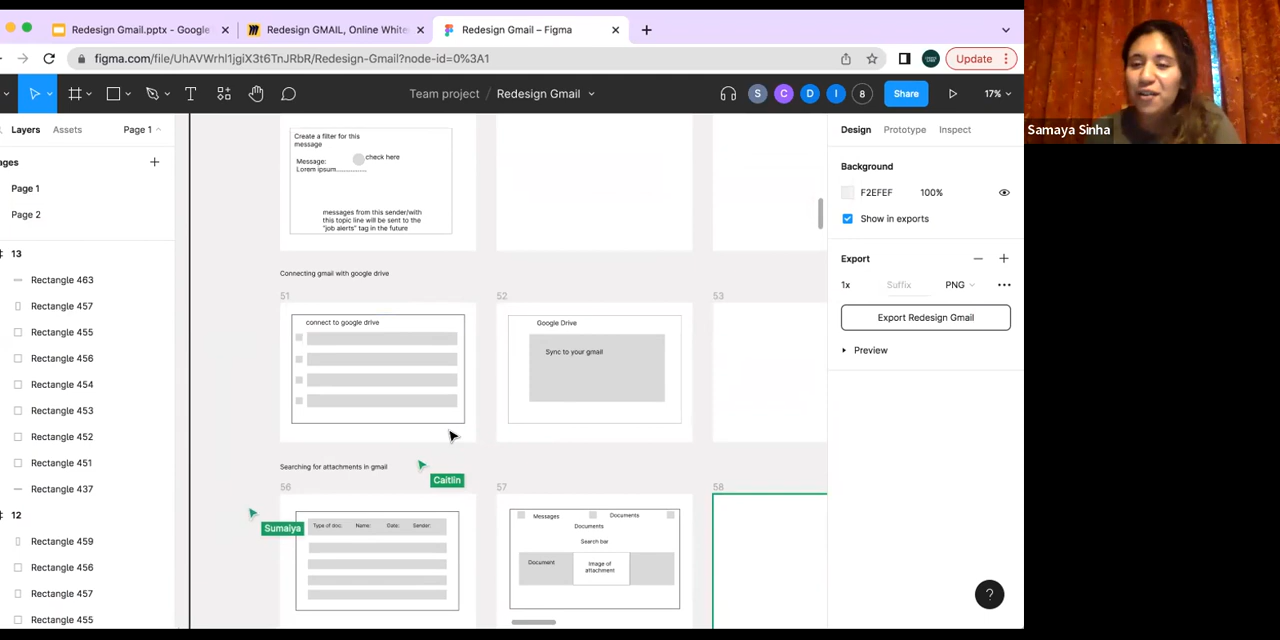 Redesign Gmail.pptx - Google
Redesign GMAIL, Online White
Redesign Gmail – Figma
figma.com/file/UhAVWrhl1jgiX3t6TnJRbR/Redesign-Gmail?node-id=0%3A1
Update
Team project / Redesign Gmail
S
C
D
I
8
Share
17%
Samaya Sinha
Layers
Assets
Page 1
ages
Page 1
Page 2
13
Rectangle 463
Rectangle 457
Rectangle 455
Rectangle 456
Rectangle 454
Rectangle 453
Rectangle 452
Rectangle 451
Rectangle 437
12
Rectangle 459
Rectangle 456
Rectangle 457
Rectangle 455
Create a filter for this
message
check here
Message:
Lorem ipsum..............
messages from this sender/with
this topic line will be sent to the
"job alerts" tag in the future
Connecting gmail with google drive
51
connect to google drive
52
Google Drive
Sync to your gmail
53
Searching for attachments in gmail
Caitlin
Sumaiya
56
Type of doc:
Name:
Date:
Sender:
57
Messages
Documents
Documents
Search bar
Document
Image of
attachment
58
Design
Prototype
Inspect
Background
F2EFEF
100%
Show in exports
Export
1x
Suffix
PNG
Export Redesign Gmail
Preview
?